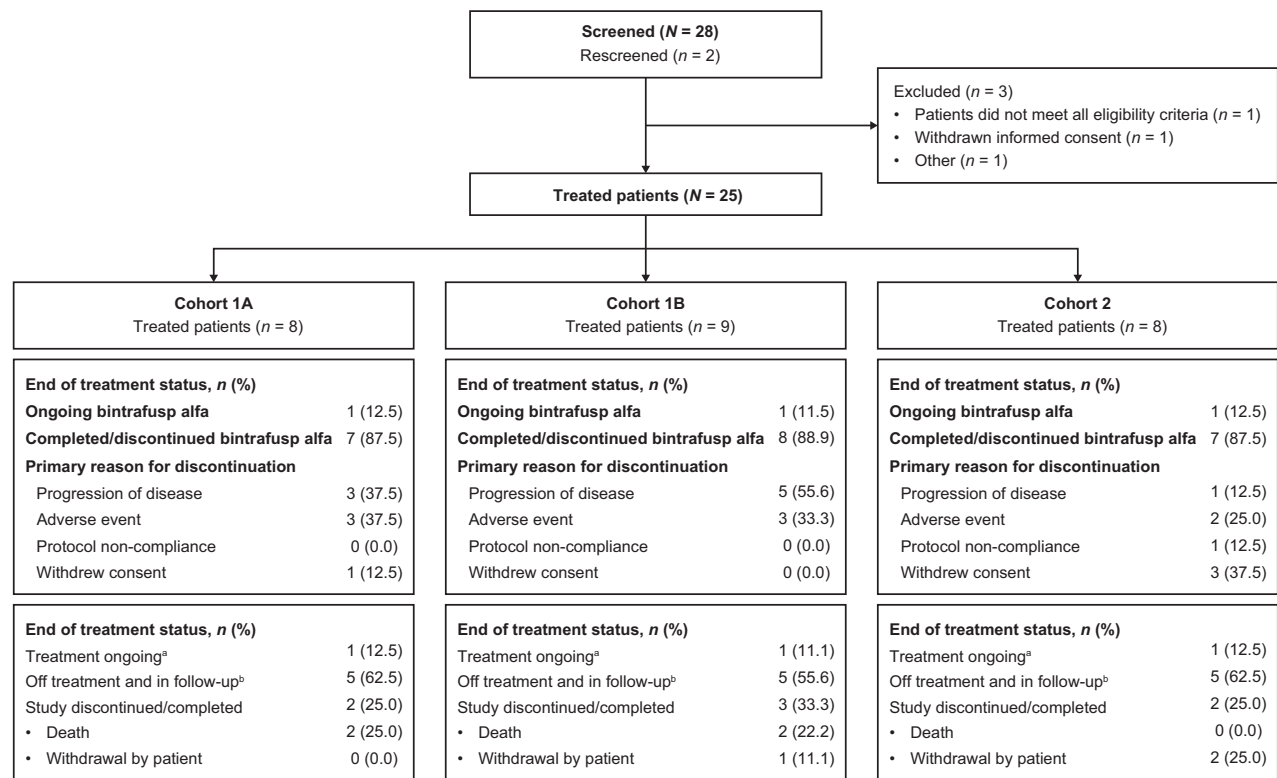 Screened (N = 28)
Rescreened (n = 2)
Excluded (n = 3)
• Patients did not meet all eligibility criteria (n = 1)
• Withdrawn informed consent (n = 1)
• Other (n = 1)
Treated patients (N = 25)
Cohort 1A
Treated patients (n = 8)
End of treatment status, n (%)
Ongoing bintrafusp alfa 1 (12.5)
Completed/discontinued bintrafusp alfa 7 (87.5)
Primary reason for discontinuation
Progression of disease 3 (37.5)
Adverse event 3 (37.5)
Protocol non-compliance 0 (0.0)
Withdrew consent 1 (12.5)
End of treatment status, n (%)
Treatment ongoingᵃ 1 (12.5)
Off treatment and in follow-upᵇ 5 (62.5)
Study discontinued/completed 2 (25.0)
• Death 2 (25.0)
• Withdrawal by patient 0 (0.0)
Cohort 1B
Treated patients (n = 9)
End of treatment status, n (%)
Ongoing bintrafusp alfa 1 (11.5)
Completed/discontinued bintrafusp alfa 8 (88.9)
Primary reason for discontinuation
Progression of disease 5 (55.6)
Adverse event 3 (33.3)
Protocol non-compliance 0 (0.0)
Withdrew consent 0 (0.0)
End of treatment status, n (%)
Treatment ongoingᵃ 1 (11.1)
Off treatment and in follow-upᵇ 5 (55.6)
Study discontinued/completed 3 (33.3)
• Death 2 (22.2)
• Withdrawal by patient 1 (11.1)
Cohort 2
Treated patients (n = 8)
End of treatment status, n (%)
Ongoing bintrafusp alfa 1 (12.5)
Completed/discontinued bintrafusp alfa 7 (87.5)
Primary reason for discontinuation
Progression of disease 1 (12.5)
Adverse event 2 (25.0)
Protocol non-compliance 1 (12.5)
Withdrew consent 3 (37.5)
End of treatment status, n (%)
Treatment ongoingᵃ 1 (12.5)
Off treatment and in follow-upᵇ 5 (62.5)
Study discontinued/completed 2 (25.0)
• Death 0 (0.0)
• Withdrawal by patient 2 (25.0)